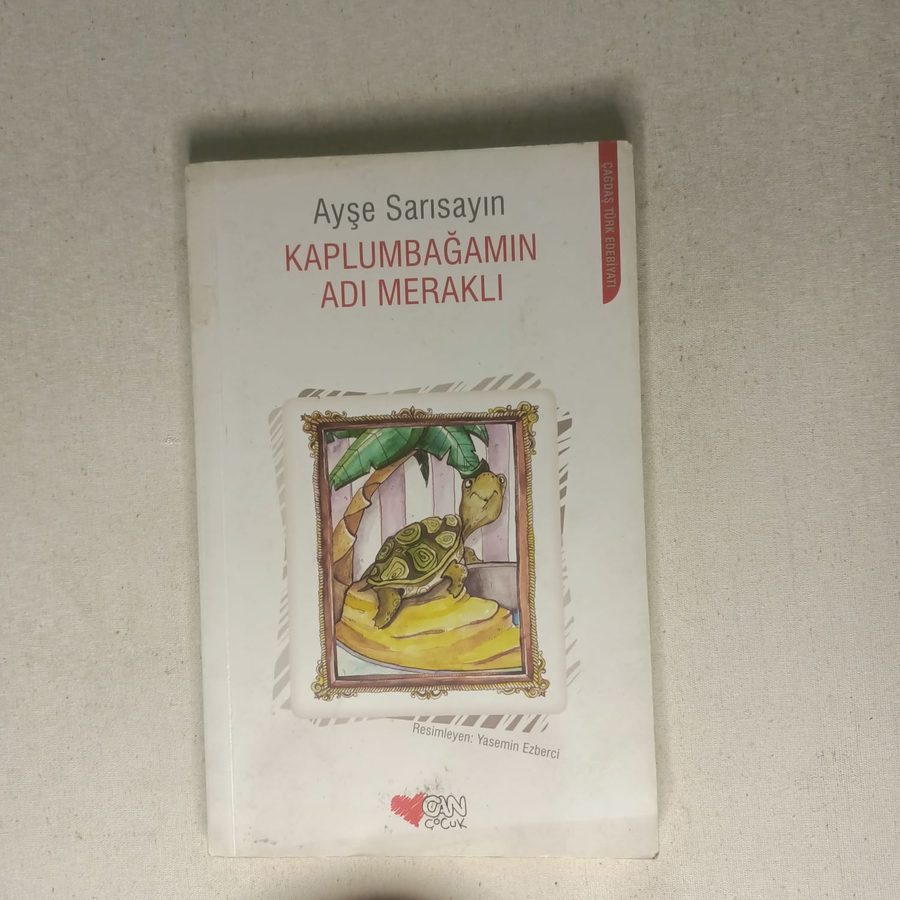 Ayşe Sarısayın
KAPLUMBAĞAMIN
ADI MERAKLI
ÇAĞDAŞ TÜRK EDEBİYATI
Resimleyen: Yasemin Ezberci
CAN
ÇOCUK